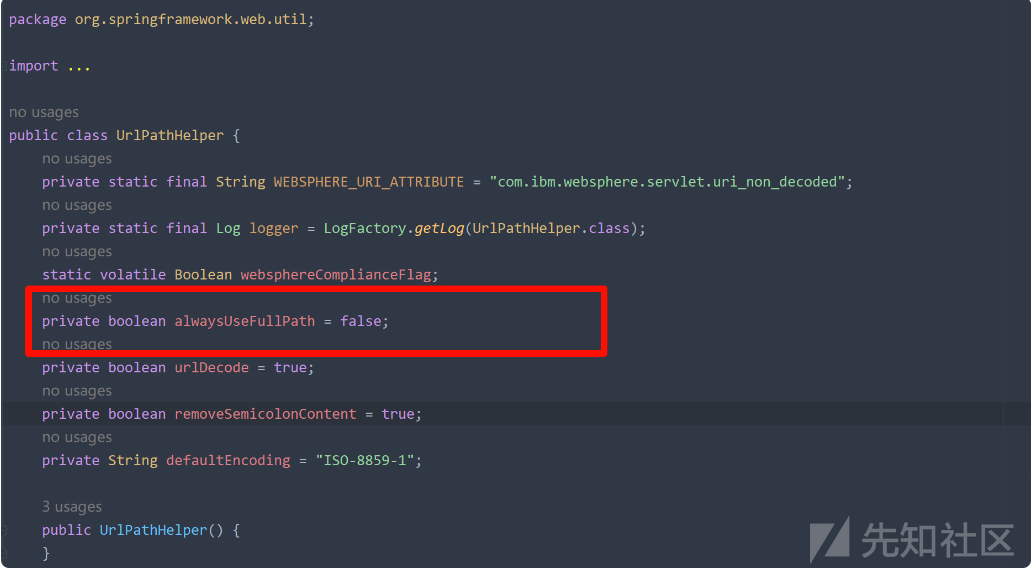 package org.springframework.web.util;
import ...
no usages
public class UrlPathHelper {
no usages
private static final String WEBSPHERE_URI_ATTRIBUTE = "com.ibm.websphere.servlet.uri_non_decoded";
no usages
private static final Log logger = LogFactory.getLog(UrlPathHelper.class);
no usages
static volatile Boolean websphereComplianceFlag;
no usages
private boolean alwaysUseFullPath = false;
no usages
private boolean urlDecode = true;
no usages
private boolean removeSemicolonContent = true;
no usages
private String defaultEncoding = "ISO-8859-1";
3 usages
public UrlPathHelper() {
}
先知社区